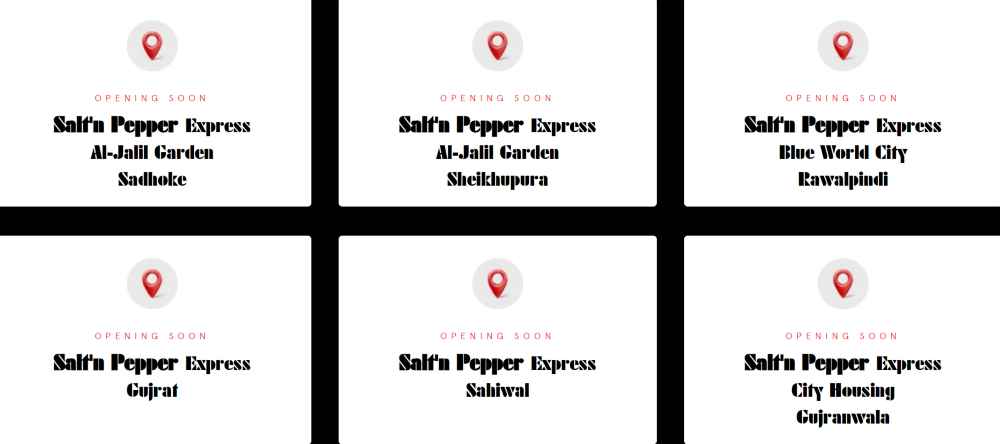 OPENING SOON
Salt'n Pepper Express
Al-Jalil Garden
Sadhoke
OPENING SOON
Salt'n Pepper Express
Al-Jalil Garden
Sheikhupura
OPENING SOON
Salt'n Pepper Express
Blue World City
Rawalpindi
OPENING SOON
Salt'n Pepper Express
Gujrat
OPENING SOON
Salt'n Pepper Express
Sahiwal
OPENING SOON
Salt'n Pepper Express
City Housing
Gujranwala